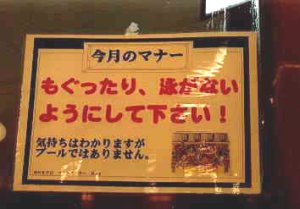 今月のマナー
もぐったり、泳がない
ようにして下さい！
気持ちはわかりますが
プールではありません。